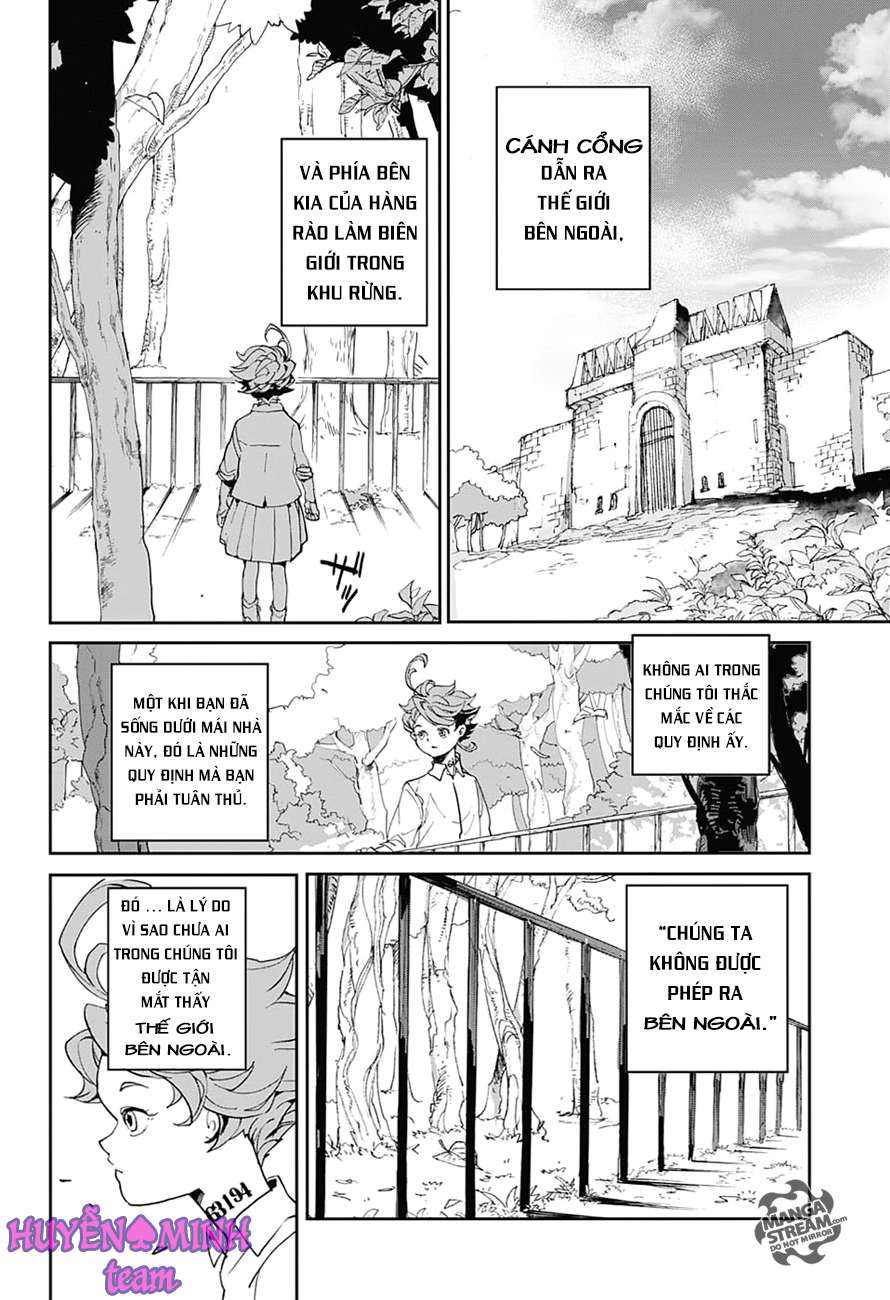 CÁNH CỔNG
DẪN RA
THẾ GIỚI
BÊN NGOÀI,
VÀ PHÍA BÊN
KIA CỦA HÀNG
RÀO LÀM BIÊN
GIỚI TRONG
KHU RỪNG.
KHÔNG AI TRONG
CHÚNG TÔI THẮC
MẮC VỀ CÁC
QUY ĐỊNH ẤY.
MỘT KHI BẠN ĐÃ
SỐNG DƯỚI MÁI NHÀ
NÀY, ĐÓ LÀ NHỮNG
QUY ĐỊNH MÀ BẠN
PHẢI TUÂN THỦ.
“CHÚNG TA
KHÔNG ĐƯỢC
PHÉP RA
BÊN NGOÀI.”
ĐÓ ... LÀ LÝ DO
VÌ SAO CHƯA AI
TRONG CHÚNG TÔI
ĐƯỢC TẬN
MẮT THẤY
THẾ GIỚI
BÊN NGOÀI.
63194
HUYỄN♠MINH
team
MANGA
STREAM.com
DO NOT MIRROR!